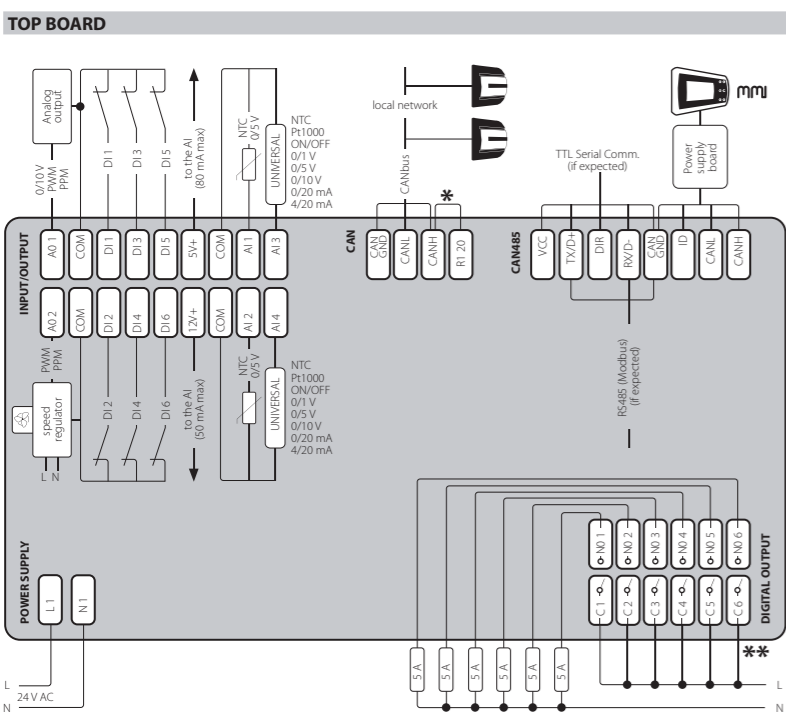 TOP BOARD
Analog
output
0/10 V
PWM
PPM
DI 1
DI 3
DI 5
to the AI
(80 mA max)
NTC
0/5 V
UNIVERSAL
NTC
Pt1000
ON/OFF
0/1 V
0/5 V
0/10 V
0/20 mA
4/20 mA
local network
CANbus
*
TTL Serial Comm.
(if expected)
Power
supply
board
INPUT/OUTPUT
A0 1
COM
DI 1
DI 3
DI 5
5V+
COM
AI 1
AI 3
CAN
CAN
GND
CANL
CANH
R1 20
CAN485
VCC
TX/D+
DIR
RX/D-
CAN
GND
ID
CANL
CANH
A0 2
COM
DI 2
DI 4
DI 6
12V+
COM
AI 2
AI 4
PWM
PPM
speed
regulator
L N
DI 2
DI 4
DI 6
to the AI
(50 mA max)
NTC
0/5 V
UNIVERSAL
NTC
Pt1000
ON/OFF
0/1 V
0/5 V
0/10 V
0/20 mA
4/20 mA
RS485 (Modbus)
(if expected)
POWER SUPPLY
L 1
N 1
N0 1
N0 2
N0 3
N0 4
N0 5
N0 6
C 1
C 2
C 3
C 4
C 5
C 6
DIGITAL OUTPUT
**
5 A
5 A
5 A
5 A
5 A
5 A
L
24 V AC
N
L
N